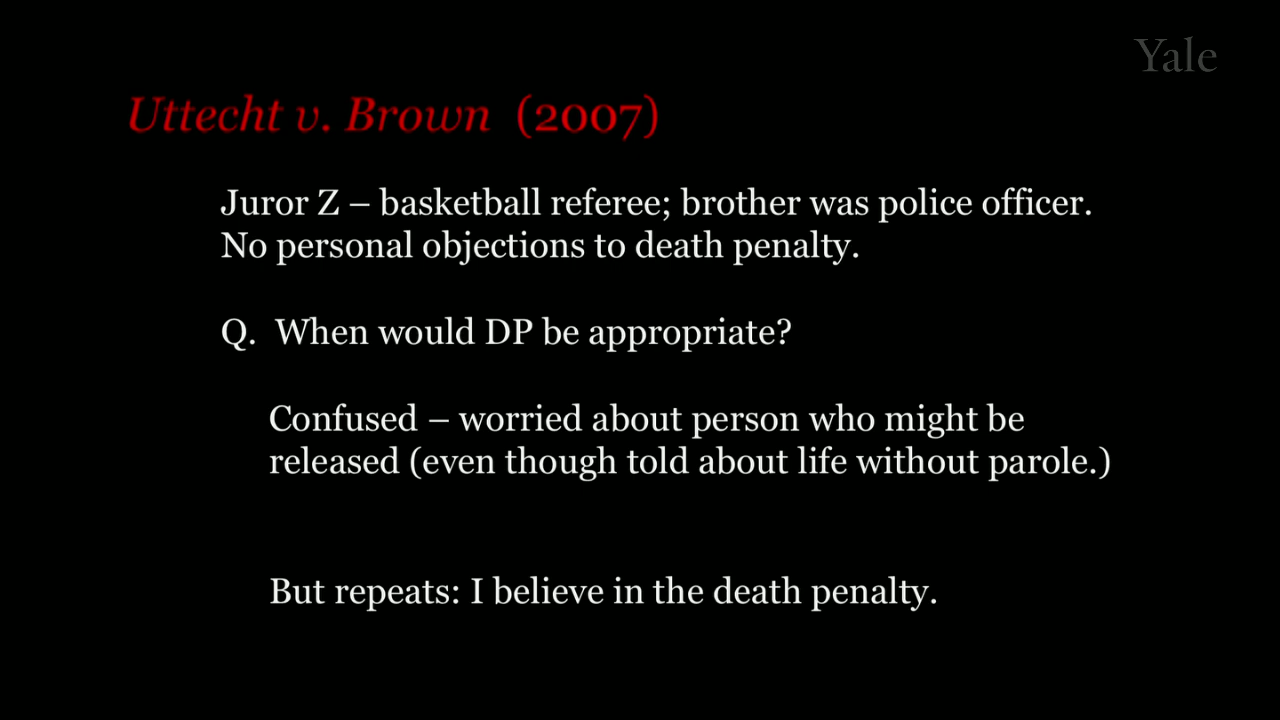 Yale
Uttecht v. Brown (2007)
Juror Z – basketball referee; brother was police officer.
No personal objections to death penalty.
Q. When would DP be appropriate?
Confused – worried about person who might be
released (even though told about life without parole.)
But repeats: I believe in the death penalty.